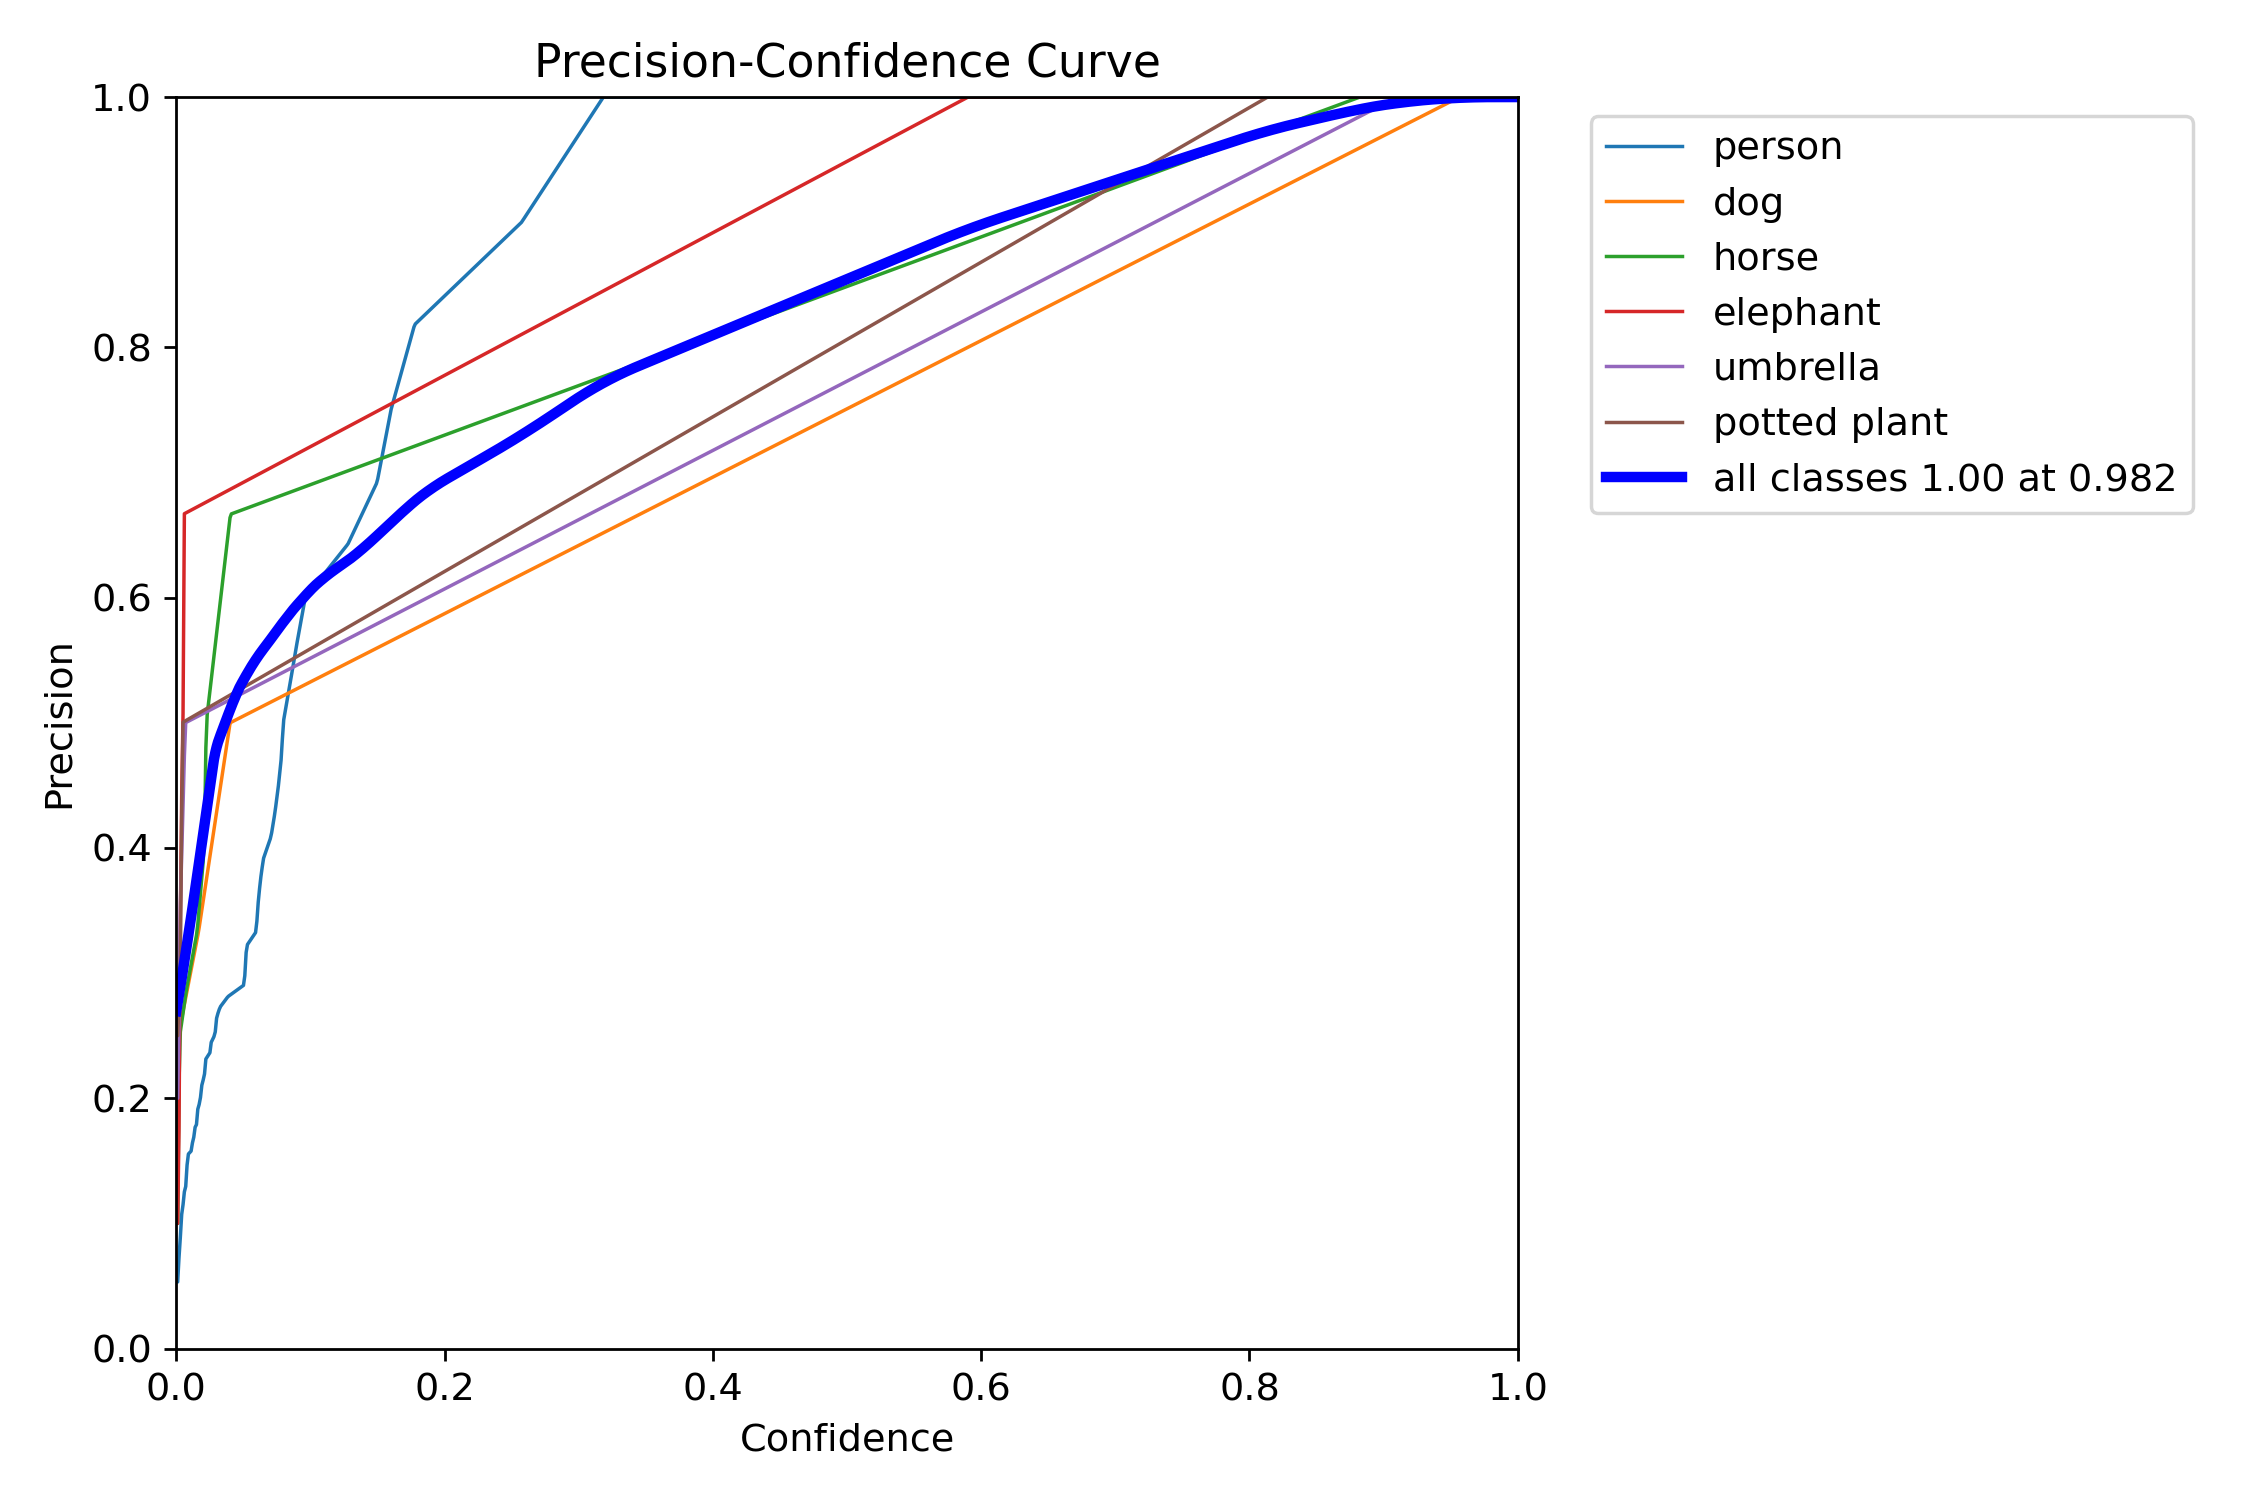 Precision-Confidence Curve
1.0
0.8
0.6
0.4
0.2
0.0
Precision
0.0 0.2 0.4 0.6 0.8 1.0
Confidence
person
dog
horse
elephant
umbrella
potted plant
all classes 1.00 at 0.982